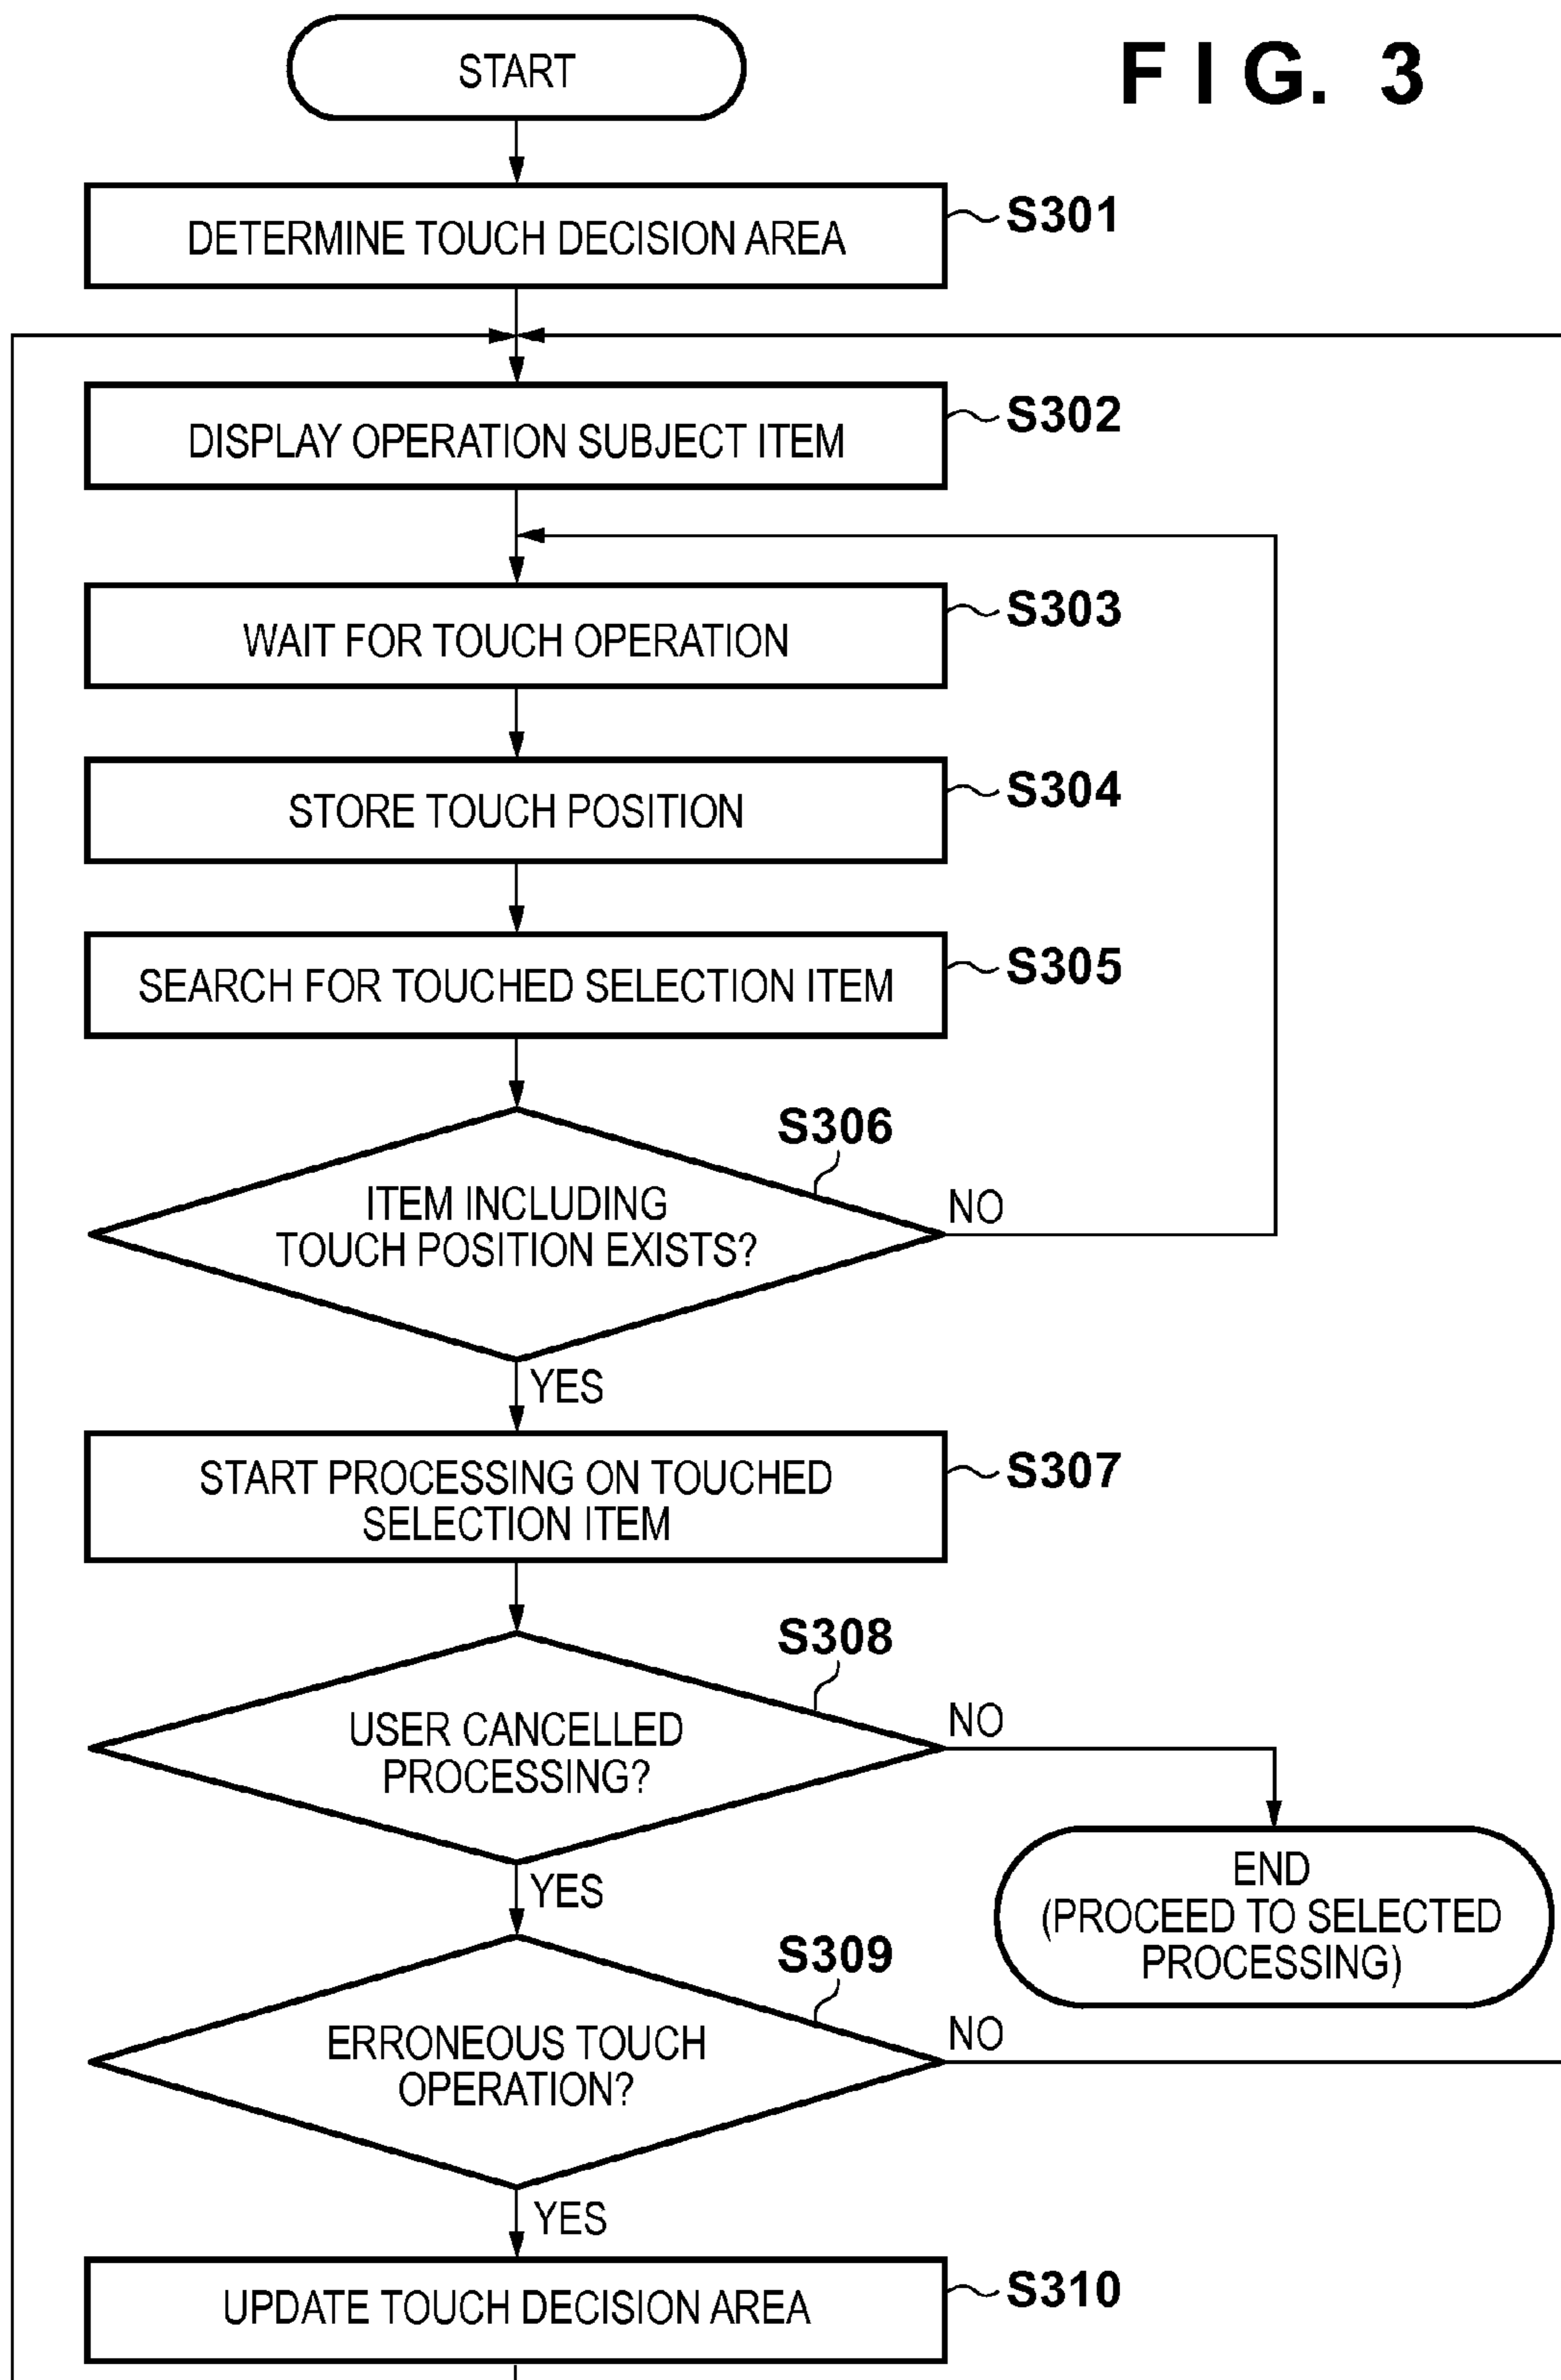 FIG. 3
START
DETERMINE TOUCH DECISION AREA
S301
DISPLAY OPERATION SUBJECT ITEM
S302
WAIT FOR TOUCH OPERATION
S303
STORE TOUCH POSITION
S304
SEARCH FOR TOUCHED SELECTION ITEM
S305
S306
ITEM INCLUDING
TOUCH POSITION EXISTS?
NO
YES
START PROCESSING ON TOUCHED
SELECTION ITEM
S307
S308
USER CANCELLED
PROCESSING?
NO
YES
END
(PROCEED TO SELECTED
PROCESSING)
S309
ERRONEOUS TOUCH
OPERATION?
NO
YES
UPDATE TOUCH DECISION AREA
S310